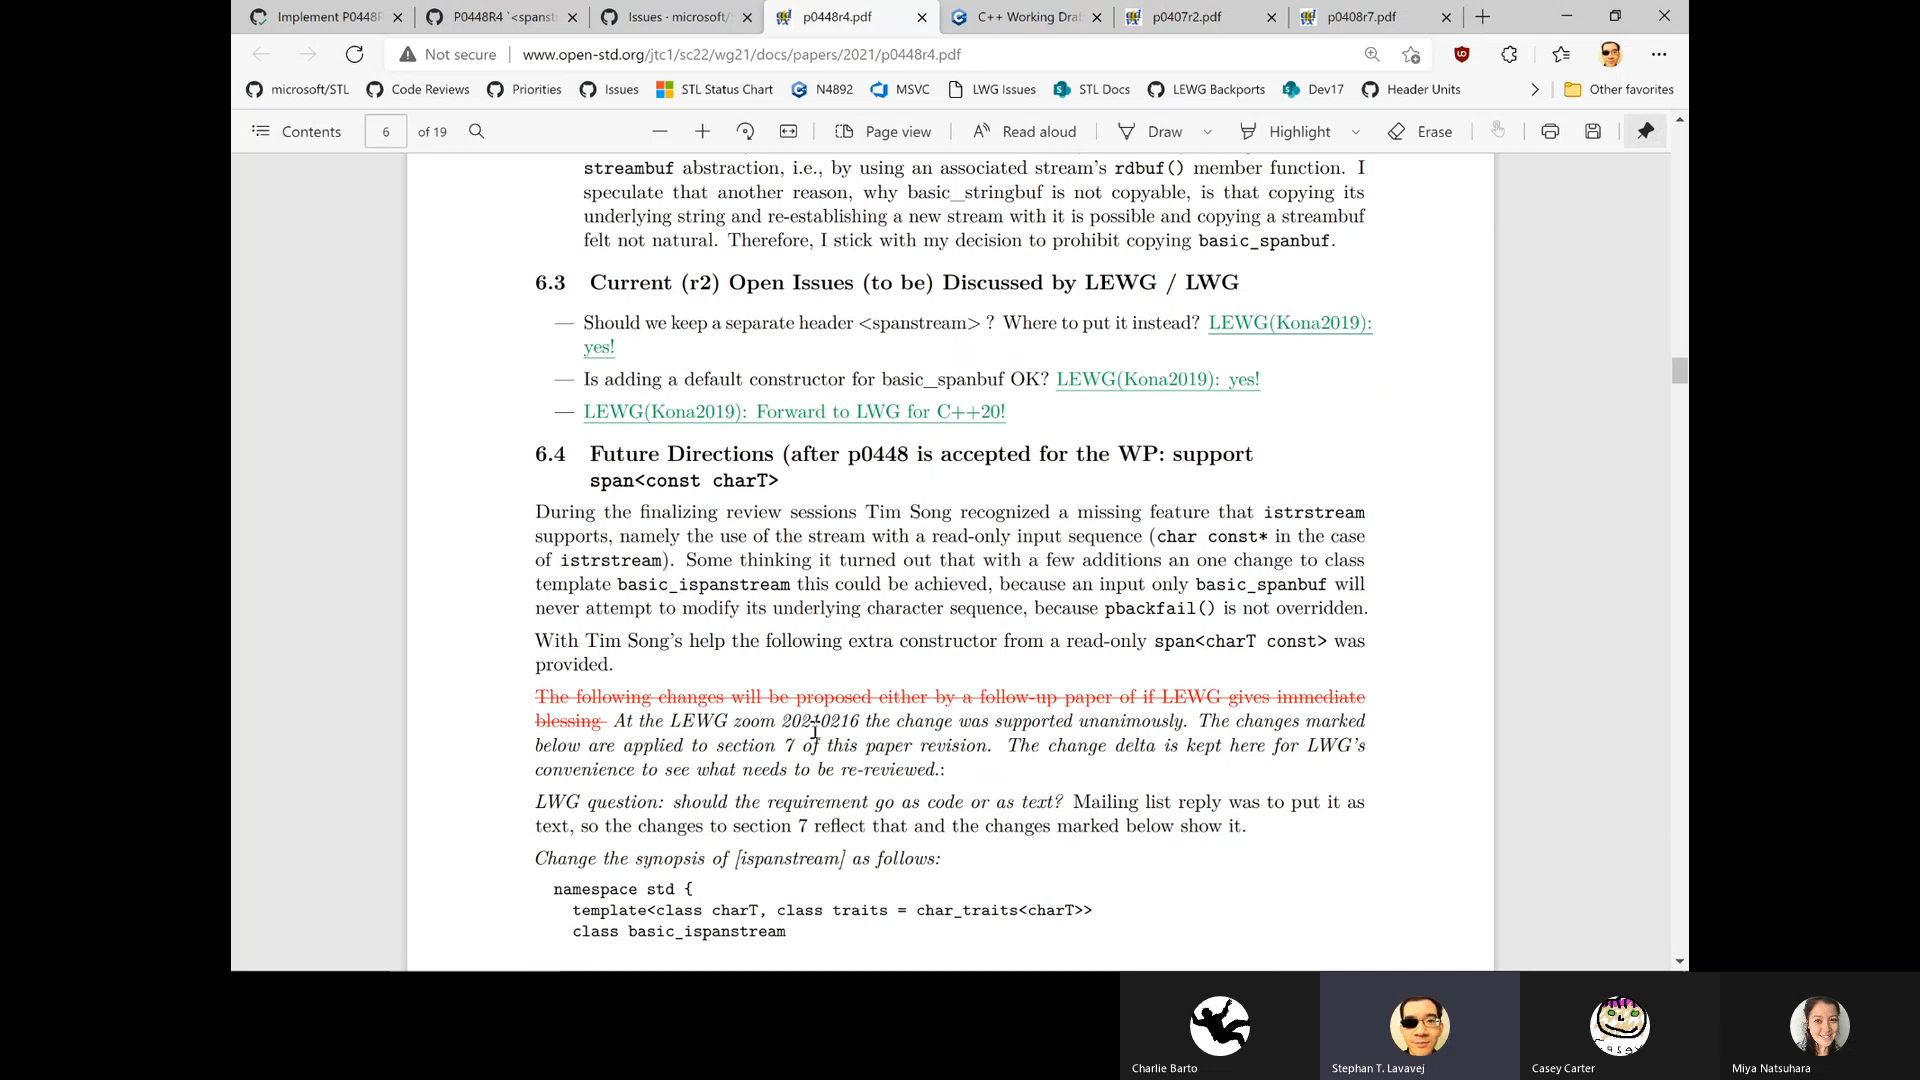 Implement P0448R
P0448R4 `<spanst
Issues · microsoft/
p0448r4.pdf
C++ Working Draf
p0407r2.pdf
p0408r7.pdf
Not secure
www.open-std.org/jtc1/sc22/wg21/docs/papers/2021/p0448r4.pdf
microsoft/STL
Code Reviews
Priorities
Issues
STL Status Chart
N4892
MSVC
LWG Issues
STL Docs
LEWG Backports
Dev17
Header Units
Other favorites
Contents
6
of 19
Page view
Read aloud
Draw
Highlight
Erase
streambuf abstraction, i.e., by using an associated stream's rdbuf() member function. I
speculate that another reason, why basic_stringbuf is not copyable, is that copying its
underlying string and re-establishing a new stream with it is possible and copying a streambuf
felt not natural. Therefore, I stick with my decision to prohibit copying basic_spanbuf.
6.3 Current (r2) Open Issues (to be) Discussed by LEWG / LWG
— Should we keep a separate header <spanstream> ? Where to put it instead? LEWG(Kona2019):
yes!
— Is adding a default constructor for basic_spanbuf OK? LEWG(Kona2019): yes!
— LEWG(Kona2019): Forward to LWG for C++20!
6.4 Future Directions (after p0448 is accepted for the WP: support
span<const charT>
During the finalizing review sessions Tim Song recognized a missing feature that istrstream
supports, namely the use of the stream with a read-only input sequence (char const* in the case
of istrstream). Some thinking it turned out that with a few additions an one change to class
template basic_ispanstream this could be achieved, because an input only basic_spanbuf will
never attempt to modify its underlying character sequence, because pbackfail() is not overridden.
With Tim Song's help the following extra constructor from a read-only span<charT const> was
provided.
The following changes will be proposed either by a follow-up paper of if LEWG gives immediate
blessing At the LEWG zoom 20210216 the change was supported unanimously. The changes marked
below are applied to section 7 of this paper revision. The change delta is kept here for LWG's
convenience to see what needs to be re-reviewed.:
LWG question: should the requirement go as code or as text? Mailing list reply was to put it as
text, so the changes to section 7 reflect that and the changes marked below show it.
Change the synopsis of [ispanstream] as follows:
namespace std {
template<class charT, class traits = char_traits<charT>>
class basic_ispanstream
Charlie Barto
Stephan T. Lavavej
Casey Carter
Miya Natsuhara